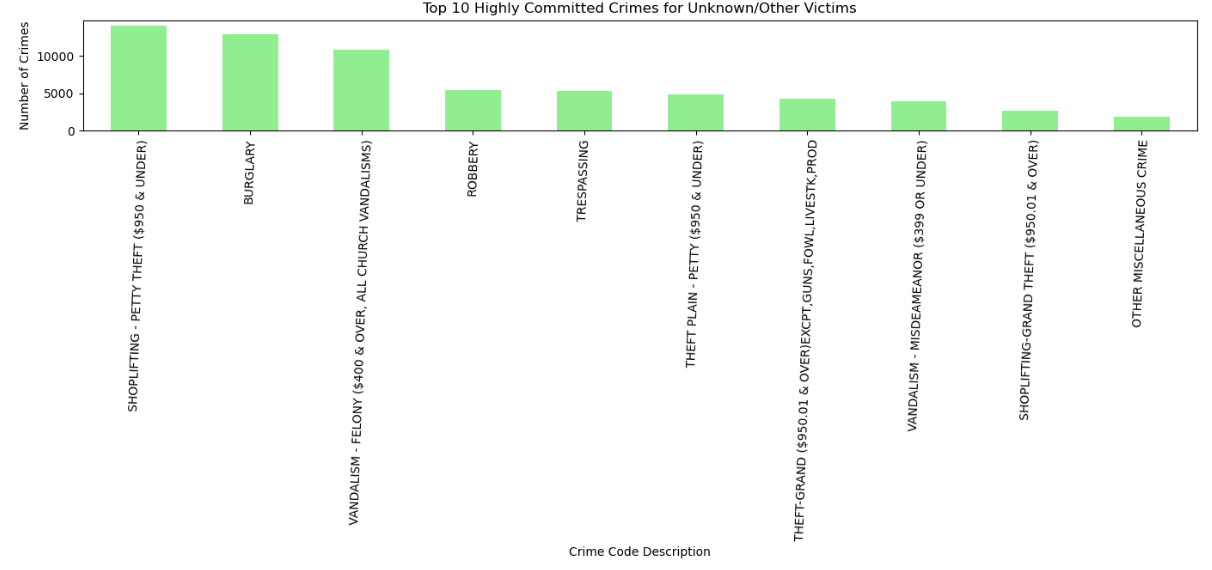 Top 10 Highly Committed Crimes for Unknown/Other Victims
Number of Crimes
10000
5000
0
SHOPLIFTING - PETTY THEFT ($950 & UNDER)
BURGLARY
VANDALISM - FELONY ($400 & OVER, ALL CHURCH VANDALISMS)
ROBBERY
TRESPASSING
THEFT PLAIN - PETTY ($950 & UNDER)
THEFT-GRAND ($950.01 & OVER)EXCPT,GUNS,FOWL,LIVESTK,PROD
VANDALISM - MISDEAMEANOR ($399 OR UNDER)
SHOPLIFTING-GRAND THEFT ($950.01 & OVER)
OTHER MISCELLANEOUS CRIME
Crime Code Description